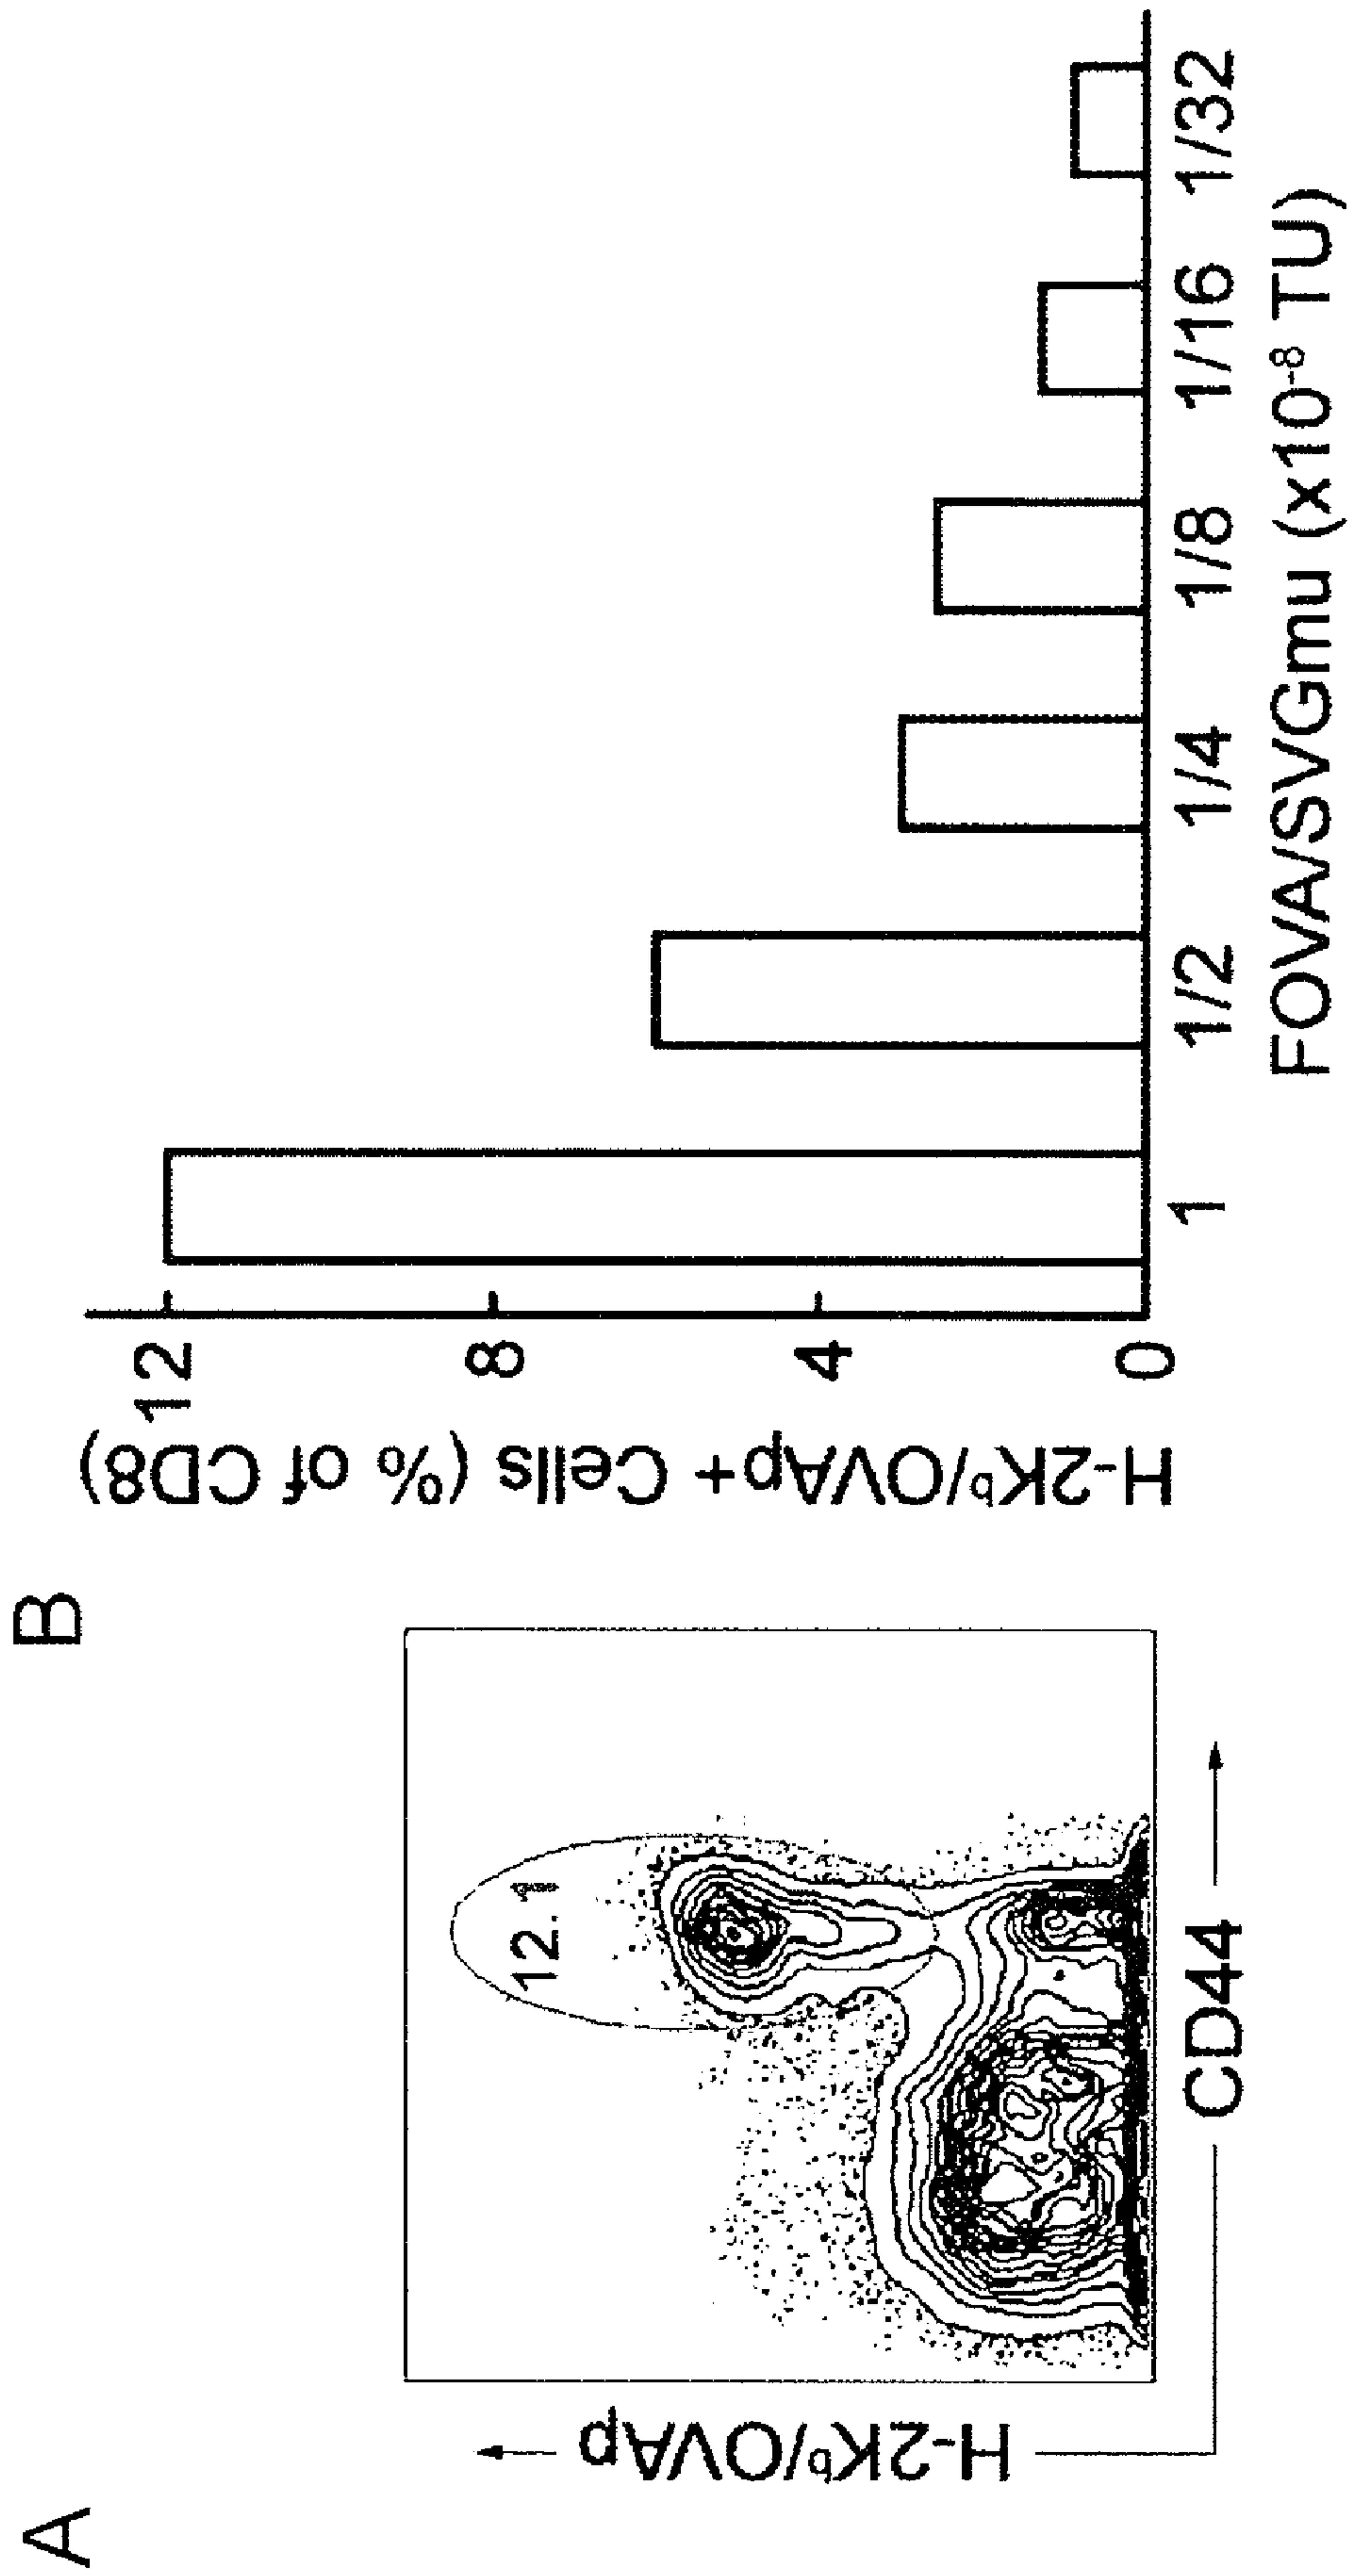 A
H-2Kᵇ/OVAp
12.1
CD44
B
H-2Kᵇ/OVAp+ Cells (% of CD8)
12
8
4
0
1 1/2 1/4 1/8 1/16 1/32
FOVA/SVGmu (x10⁻⁸ TU)